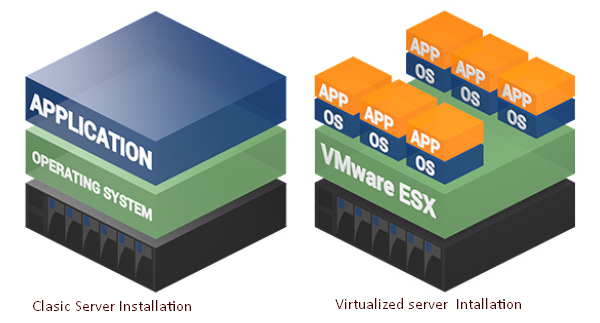 APPLICATION
OPERATING SYSTEM
Clasic Server Installation
APP
OS
APP
OS
APP
OS
APP
OS
APP
OS
APP
OS
VMware ESX
Virtualized server Intallation